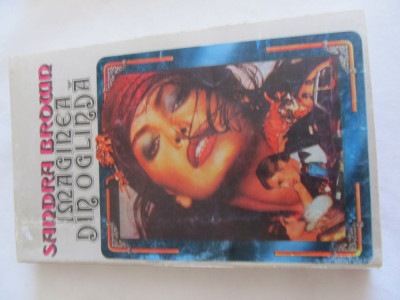 SANDRA BROWN
IMAGINEA
DIN OGLINDĂ